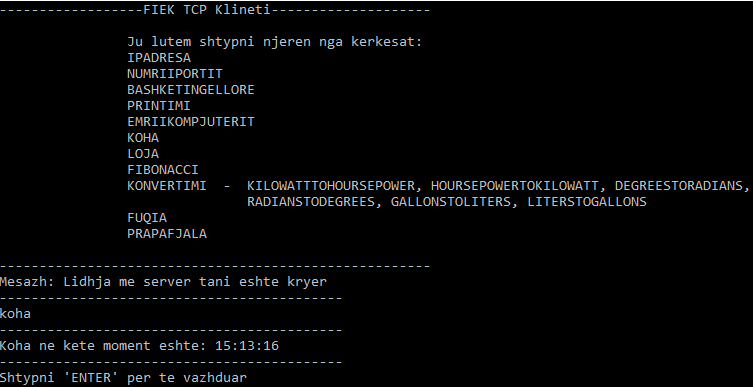 ------------------FIEK TCP Klineti--------------------
Ju lutem shtypni njeren nga kerkesat:
IPADRESA
NUMRIIPORTIT
BASHKETINGELLORE
PRINTIMI
EMRIIKOMPJUTERIT
KOHA
LOJA
FIBONACCI
KONVERTIMI  -  KILOWATTTOHOURSEPOWER, HOURSEPOWERTOKILOWATT, DEGREESTORADIANS,
RADIANSTODEGREES, GALLONSTOLITERS, LITERSTOGALLONS
FUQIA
PRAPAFJALA
------------------------------------------------------
Mesazh: Lidhja me server tani eshte kryer
-------------------------------------------
koha
-------------------------------------------
Koha ne kete moment eshte: 15:13:16
-------------------------------------------
Shtypni 'ENTER' per te vazhduar